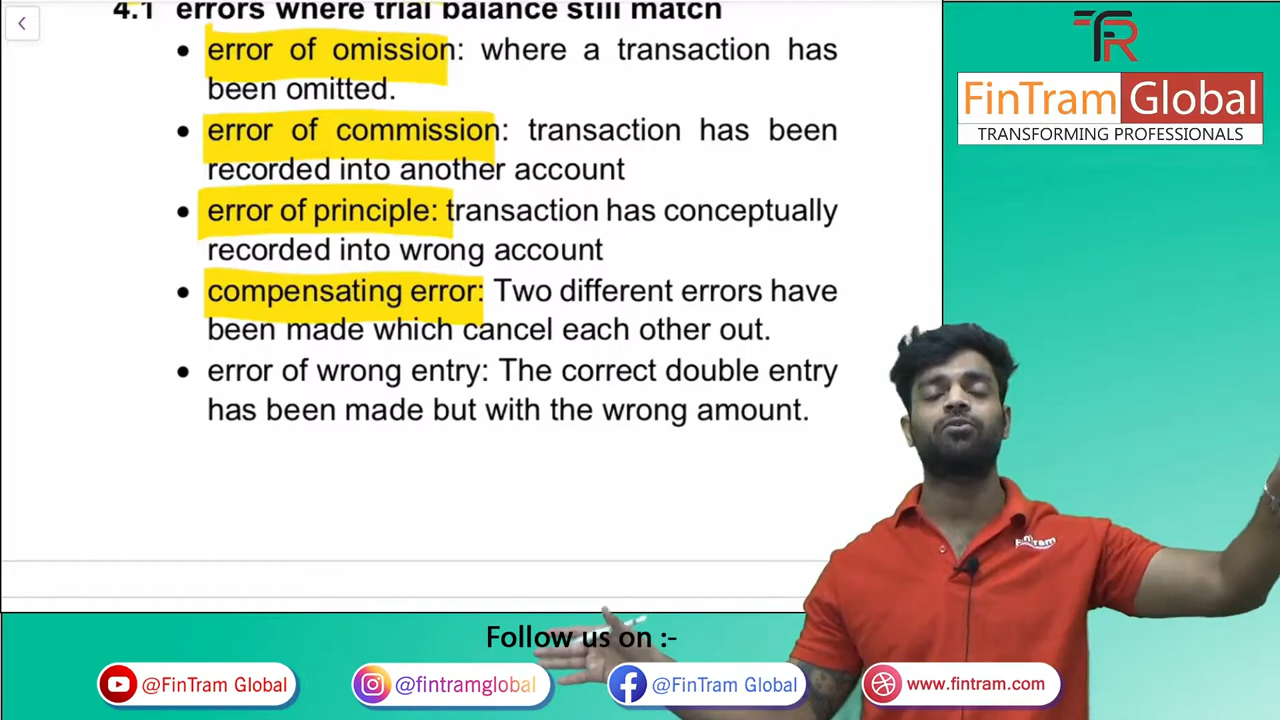 4.1 errors where trial balance still match
• error of omission: where a transaction has
been omitted.
• error of commission: transaction has been
recorded into another account
• error of principle: transaction has conceptually
recorded into wrong account
• compensating error: Two different errors have
been made which cancel each other out.
• error of wrong entry: The correct double entry
has been made but with the wrong amount.
FR
FinTram Global
TRANSFORMING PROFESSIONALS
FinTram
Follow us on :-
@FinTram Global
@fintramglobal
@FinTram Global
www.fintram.com